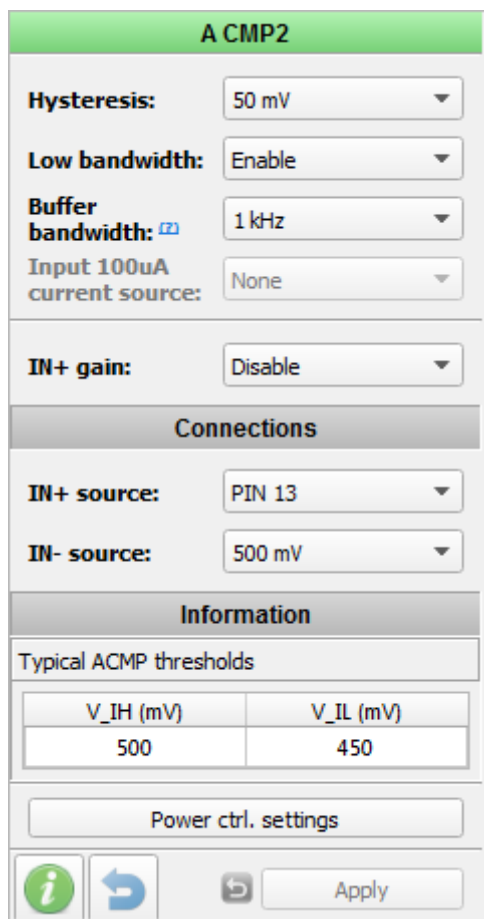 A CMP2
Hysteresis: 50 mV
Low bandwidth: Enable
Buffer
bandwidth: (?) 1 kHz
Input 100uA
current source: None
IN+ gain: Disable
Connections
IN+ source: PIN 13
IN- source: 500 mV
Information
Typical ACMP thresholds
V_IH (mV) V_IL (mV)
500 450
Power ctrl. settings
Apply